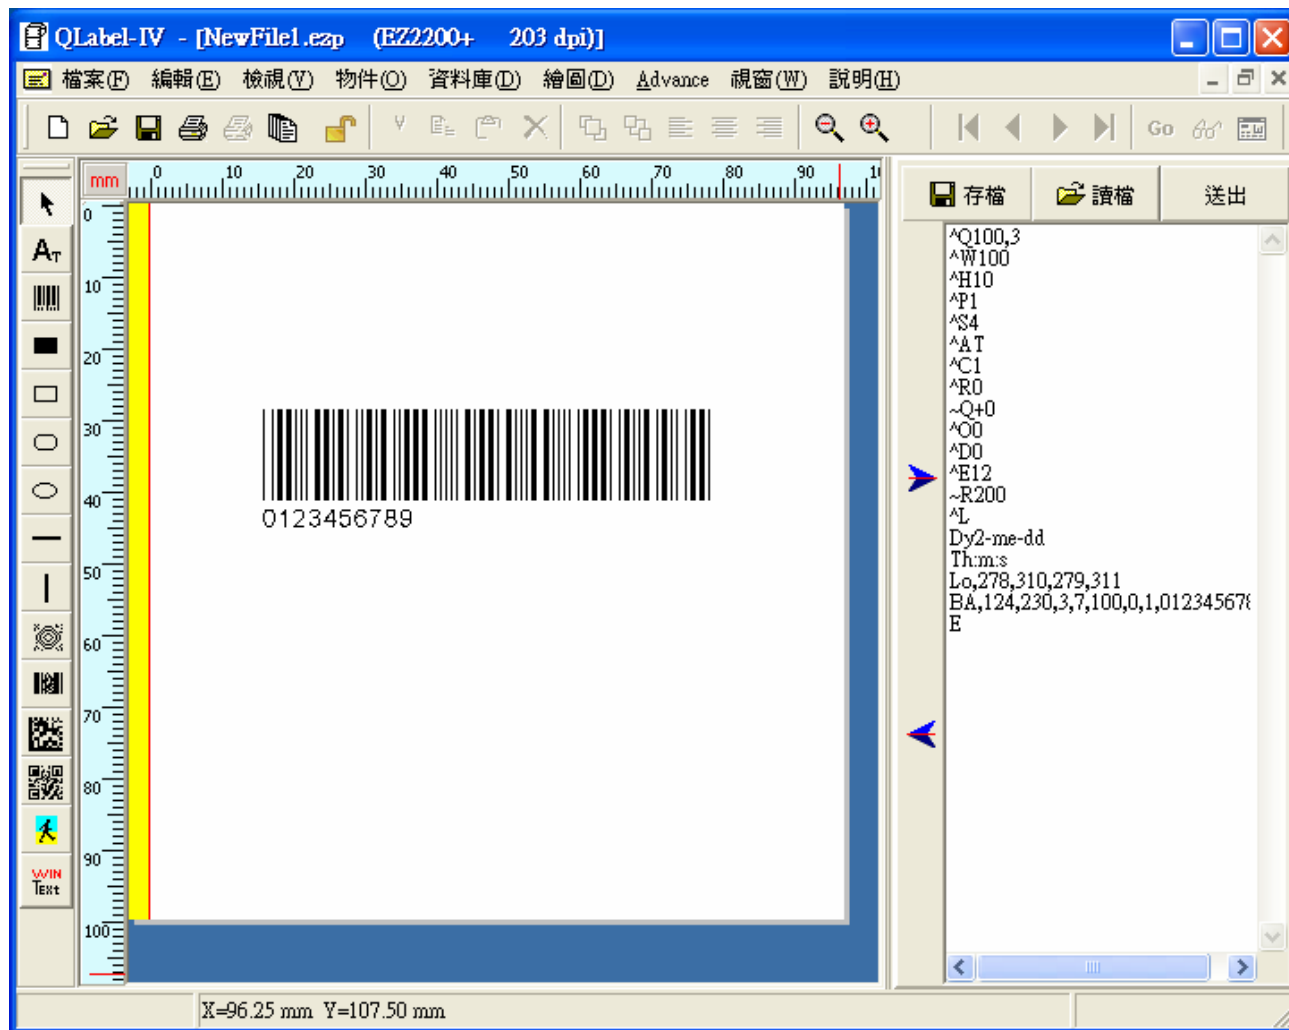 QLabel-IV - [NewFile1.ezp (EZ2200+ 203 dpi)]
檔案(F) 編輯(E) 檢視(V) 物件(O) 資料庫(D) 繪圖(D) Advance 視窗(W) 說明(H)
Go
mm 0 10 20 30 40 50 60 70 80 90
存檔 讀檔 送出
AT
0
10
20
30
40
50
60
70
80
90
100
WIN
Text
0123456789
^Q100,3
^W100
^H10
^P1
^S4
^AT
^C1
^R0
~Q+0
^O0
^D0
^E12
~R200
^L
Dy2-me-dd
Th:m:s
Lo,278,310,279,311
BA,124,230,3,7,100,0,1,012345678
E
X=96.25 mm Y=107.50 mm